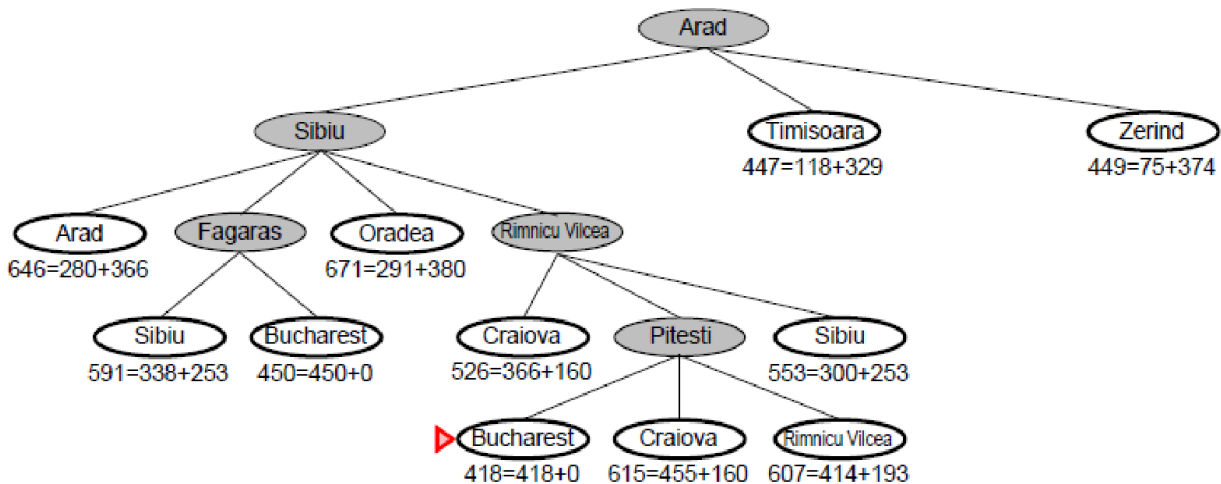 Arad
Sibiu
Timisoara
Zerind
447=118+329
449=75+374
Arad
Fagaras
Oradea
Rimnicu Vilcea
646=280+366
671=291+380
Sibiu
Bucharest
Craiova
Pitesti
Sibiu
591=338+253
450=450+0
526=366+160
553=300+253
Bucharest
Craiova
Rimnicu Vilcea
418=418+0
615=455+160
607=414+193